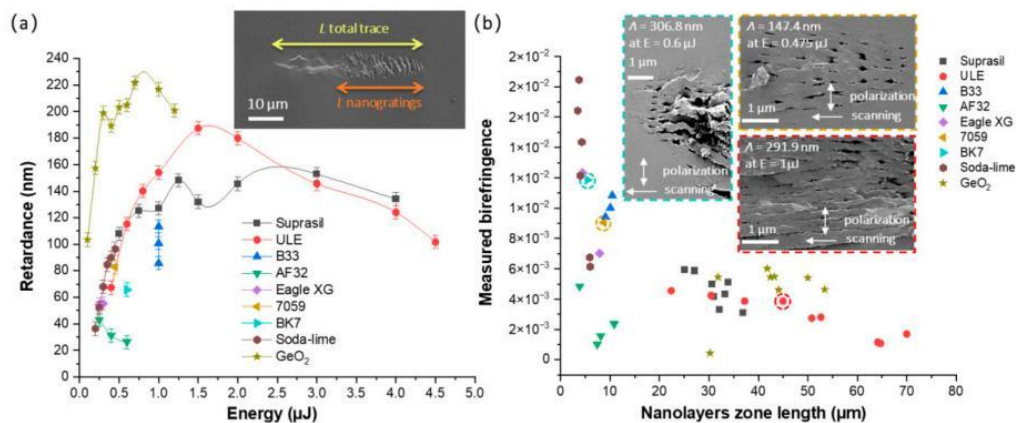 (a)
L total trace
L nanogratings
10 µm
Retardance (nm)
240
220
200
180
160
140
120
100
80
60
40
20
0
0.0 0.5 1.0 1.5 2.0 2.5 3.0 3.5 4.0 4.5 5.0
Energy (µJ)
Suprasil
ULE
B33
AF32
Eagle XG
7059
BK7
Soda-lime
GeO2
(b)
Measured birefringence
2×10⁻²
2×10⁻²
2×10⁻²
1×10⁻²
1×10⁻²
1×10⁻²
8×10⁻³
6×10⁻³
4×10⁻³
2×10⁻³
0
0 10 20 30 40 50 60 70 80
Nanolayers zone length (µm)
Λ = 306.8 nm
at E = 0.6 µJ
1 µm
polarization
scanning
Λ = 147.4 nm
at E = 0.475 µJ
1 µm
polarization
scanning
Λ = 291.9 nm
at E = 1µJ
1 µm
polarization
scanning
Suprasil
ULE
B33
AF32
Eagle XG
7059
BK7
Soda-lime
GeO2